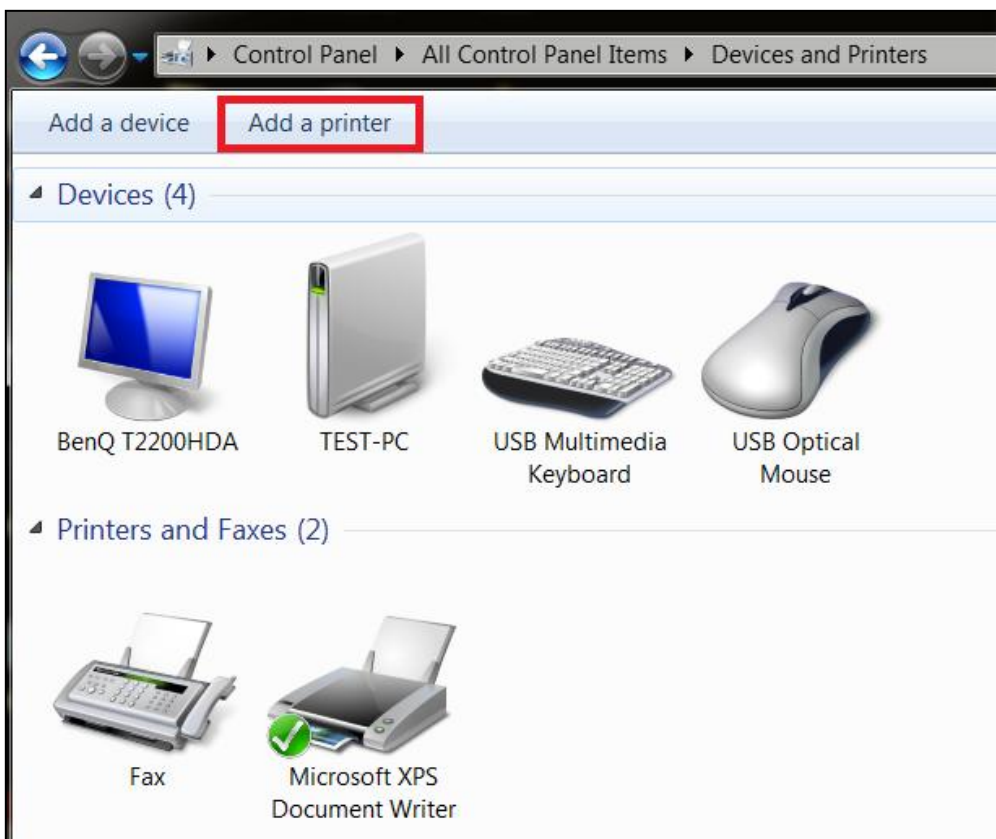 Control Panel ▸ All Control Panel Items ▸ Devices and Printers
Add a device Add a printer
Devices (4)
BenQ T2200HDA
TEST-PC
USB Multimedia
Keyboard
USB Optical
Mouse
Printers and Faxes (2)
Fax
Microsoft XPS
Document Writer